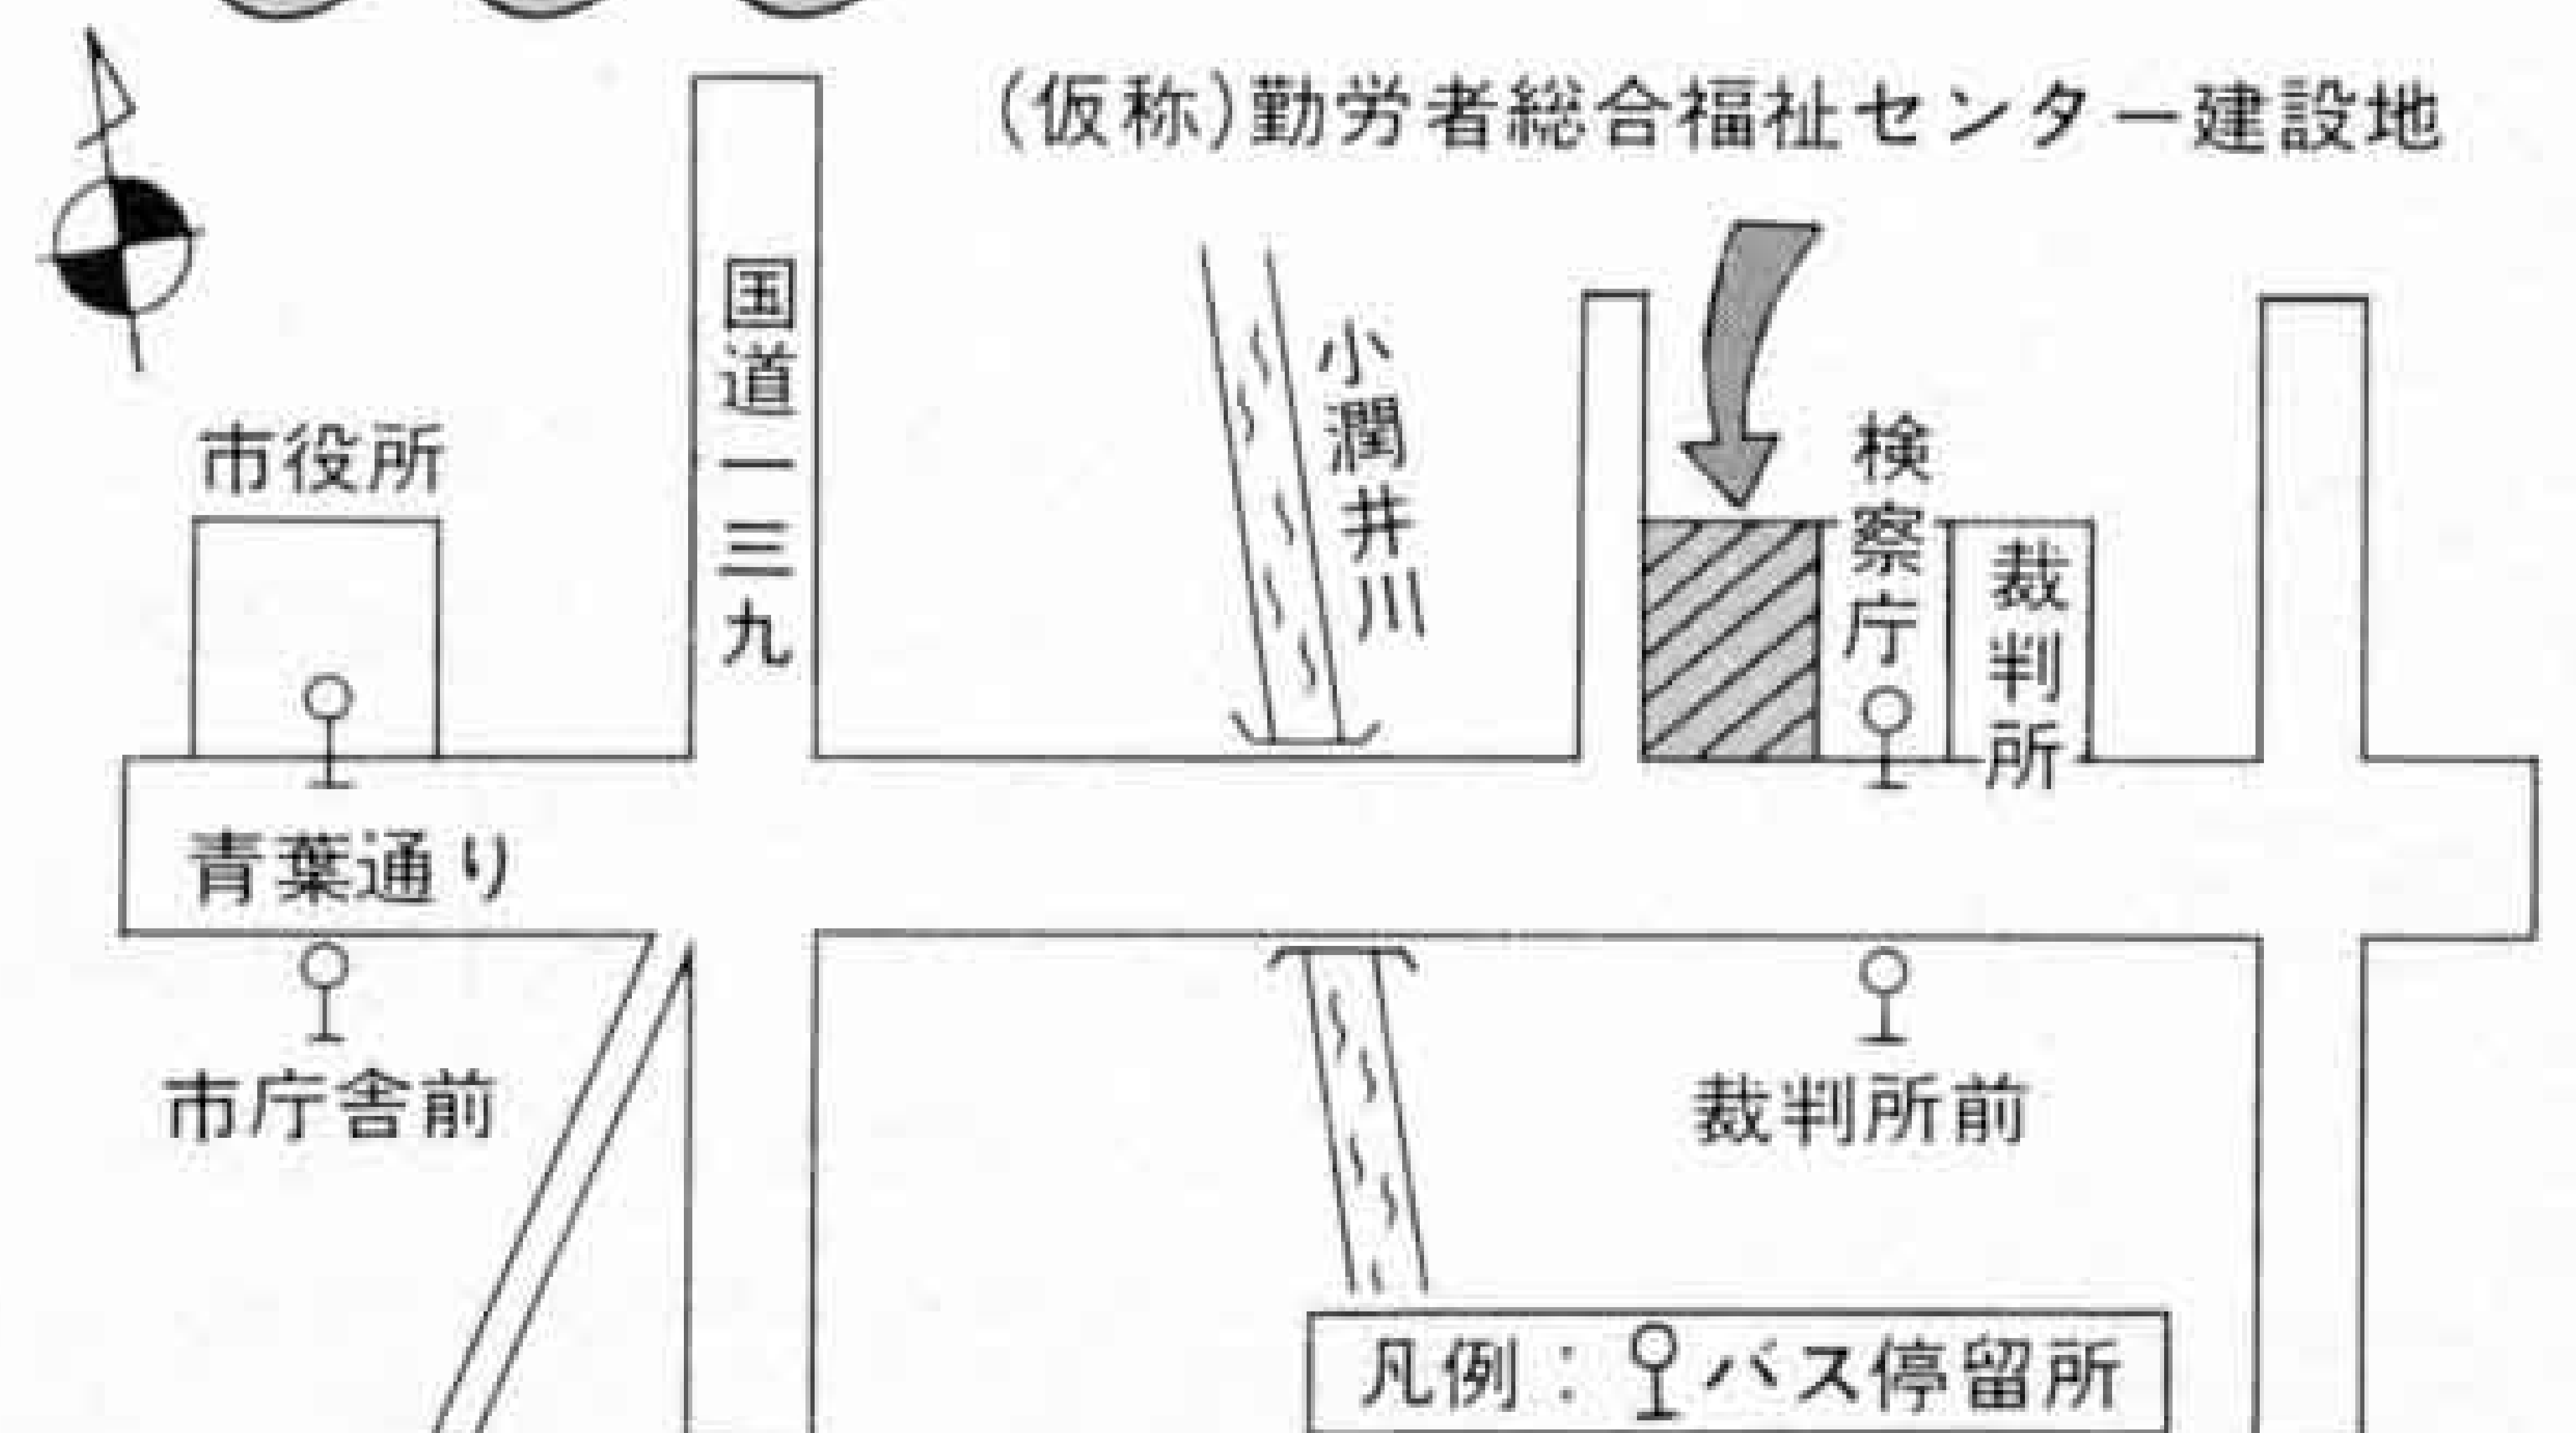 (仮称)勤労者総合福祉センター建設地
国道一三九
小潤井川
検察庁
裁判所
市役所
青葉通り
市庁舎前
裁判所前
凡例：バス停留所